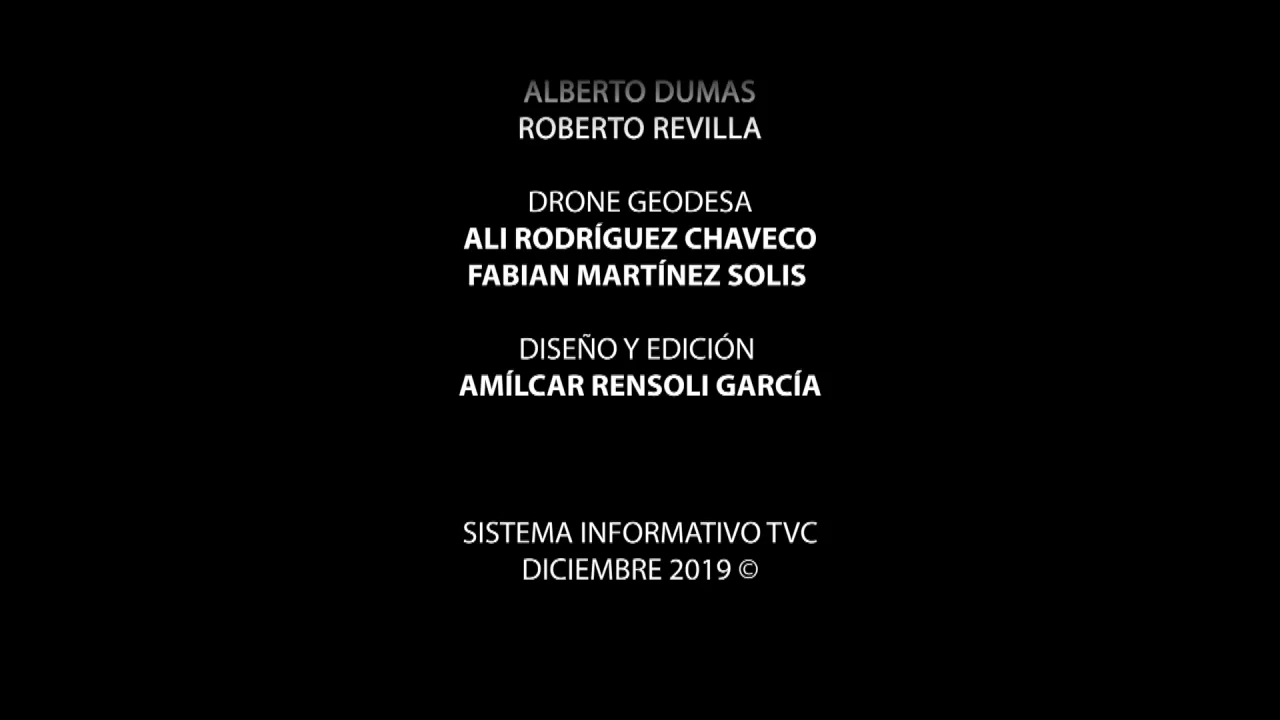 ALBERTO DUMAS
ROBERTO REVILLA
DRONE GEODESA
ALI RODRÍGUEZ CHAVECO
FABIAN MARTÍNEZ SOLIS
DISEÑO Y EDICIÓN
AMÍLCAR RENSOLI GARCÍA
SISTEMA INFORMATIVO TVC
DICIEMBRE 2019 ©